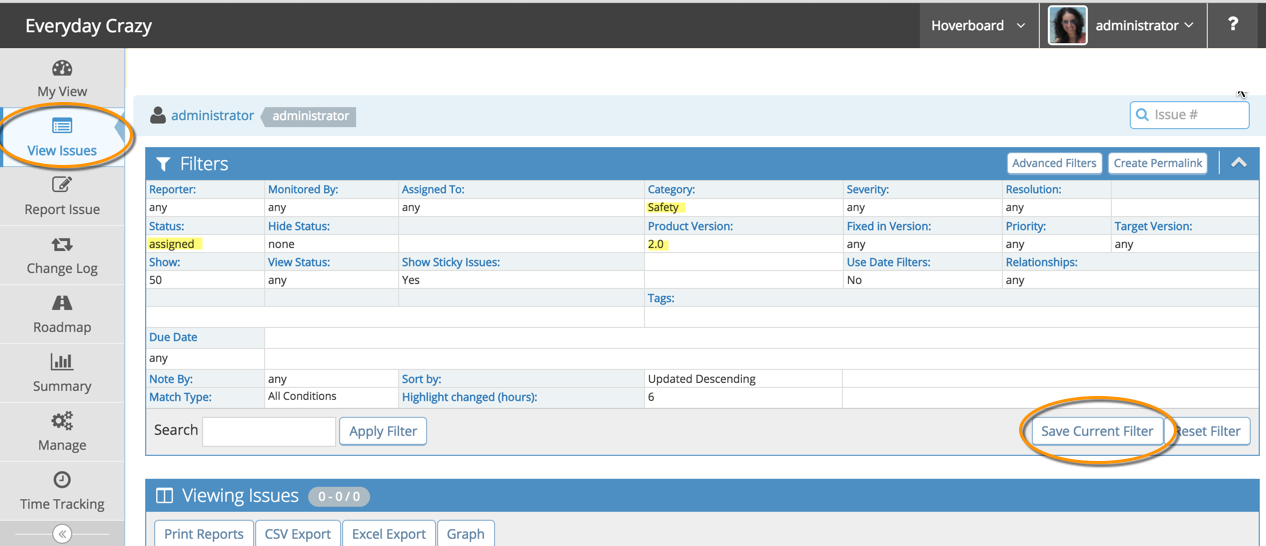 Everyday Crazy
Hoverboard
administrator
?
My View
View Issues
Report Issue
Change Log
Roadmap
Summary
Manage
Time Tracking
administrator administrator
Issue #
Filters
Advanced Filters Create Permalink
Reporter: Monitored By: Assigned To: Category: Severity: Resolution:
any any any Safety any any
Status: Hide Status: Product Version: Fixed in Version: Priority: Target Version:
assigned none 2.0 any any any
Show: View Status: Show Sticky Issues: Use Date Filters: Relationships:
50 any Yes No any
Tags:
Due Date
any
Note By: any Sort by: Updated Descending
Match Type: All Conditions Highlight changed (hours): 6
Search Apply Filter Save Current Filter Reset Filter
Viewing Issues 0 - 0 / 0
Print Reports CSV Export Excel Export Graph